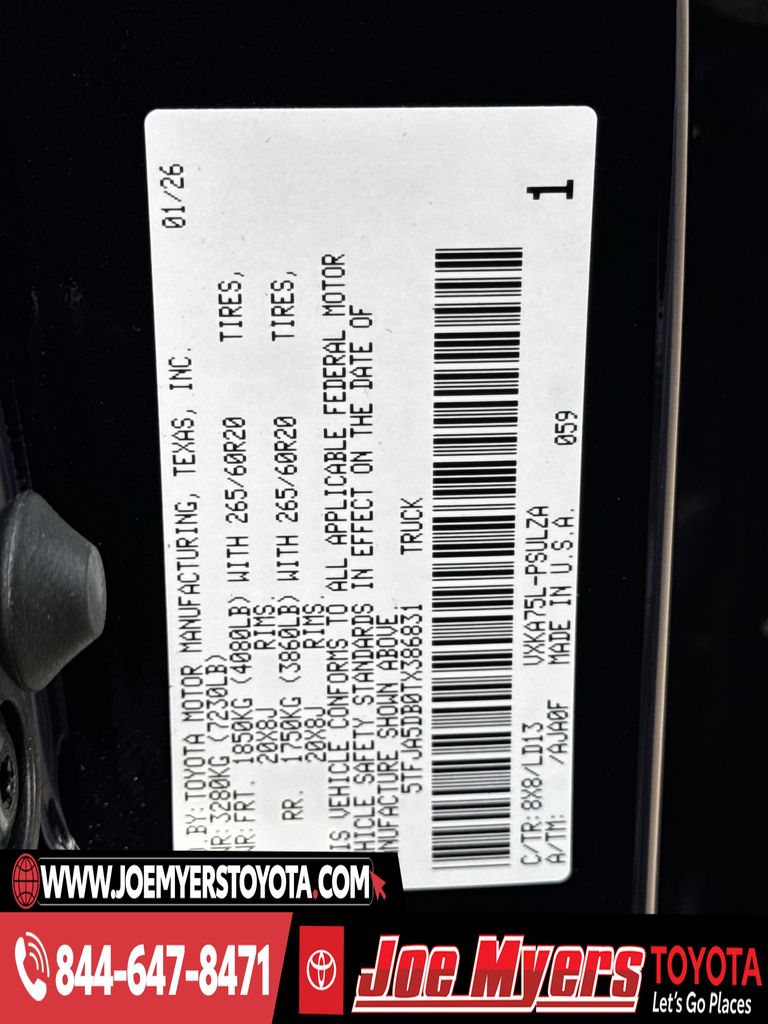 01/26
D.BY:TOYOTA MOTOR MANUFACTURING, TEXAS, INC.
WR:3280KG (7230LB)
WR:FRT. 1850KG (4080LB) WITH 265/60R20 TIRES,
20X8J RIMS,
RR. 1750KG (3860LB) WITH 265/60R20 TIRES,
20X8J RIMS,
IS VEHICLE CONFORMS TO ALL APPLICABLE FEDERAL MOTOR
HICLE SAFETY STANDARDS IN EFFECT ON THE DATE OF
NUFACTURE SHOWN ABOVE.
5TFJA5DB0TX386831 TRUCK
C/TR:8X8/LD13 VXKA75L-PSULZA 059
A/TM: /AJA0F MADE IN U.S.A.
1
WWW.JOEMYERSTOYOTA.COM
844-647-8471
Joe Myers TOYOTA
Let's Go Places